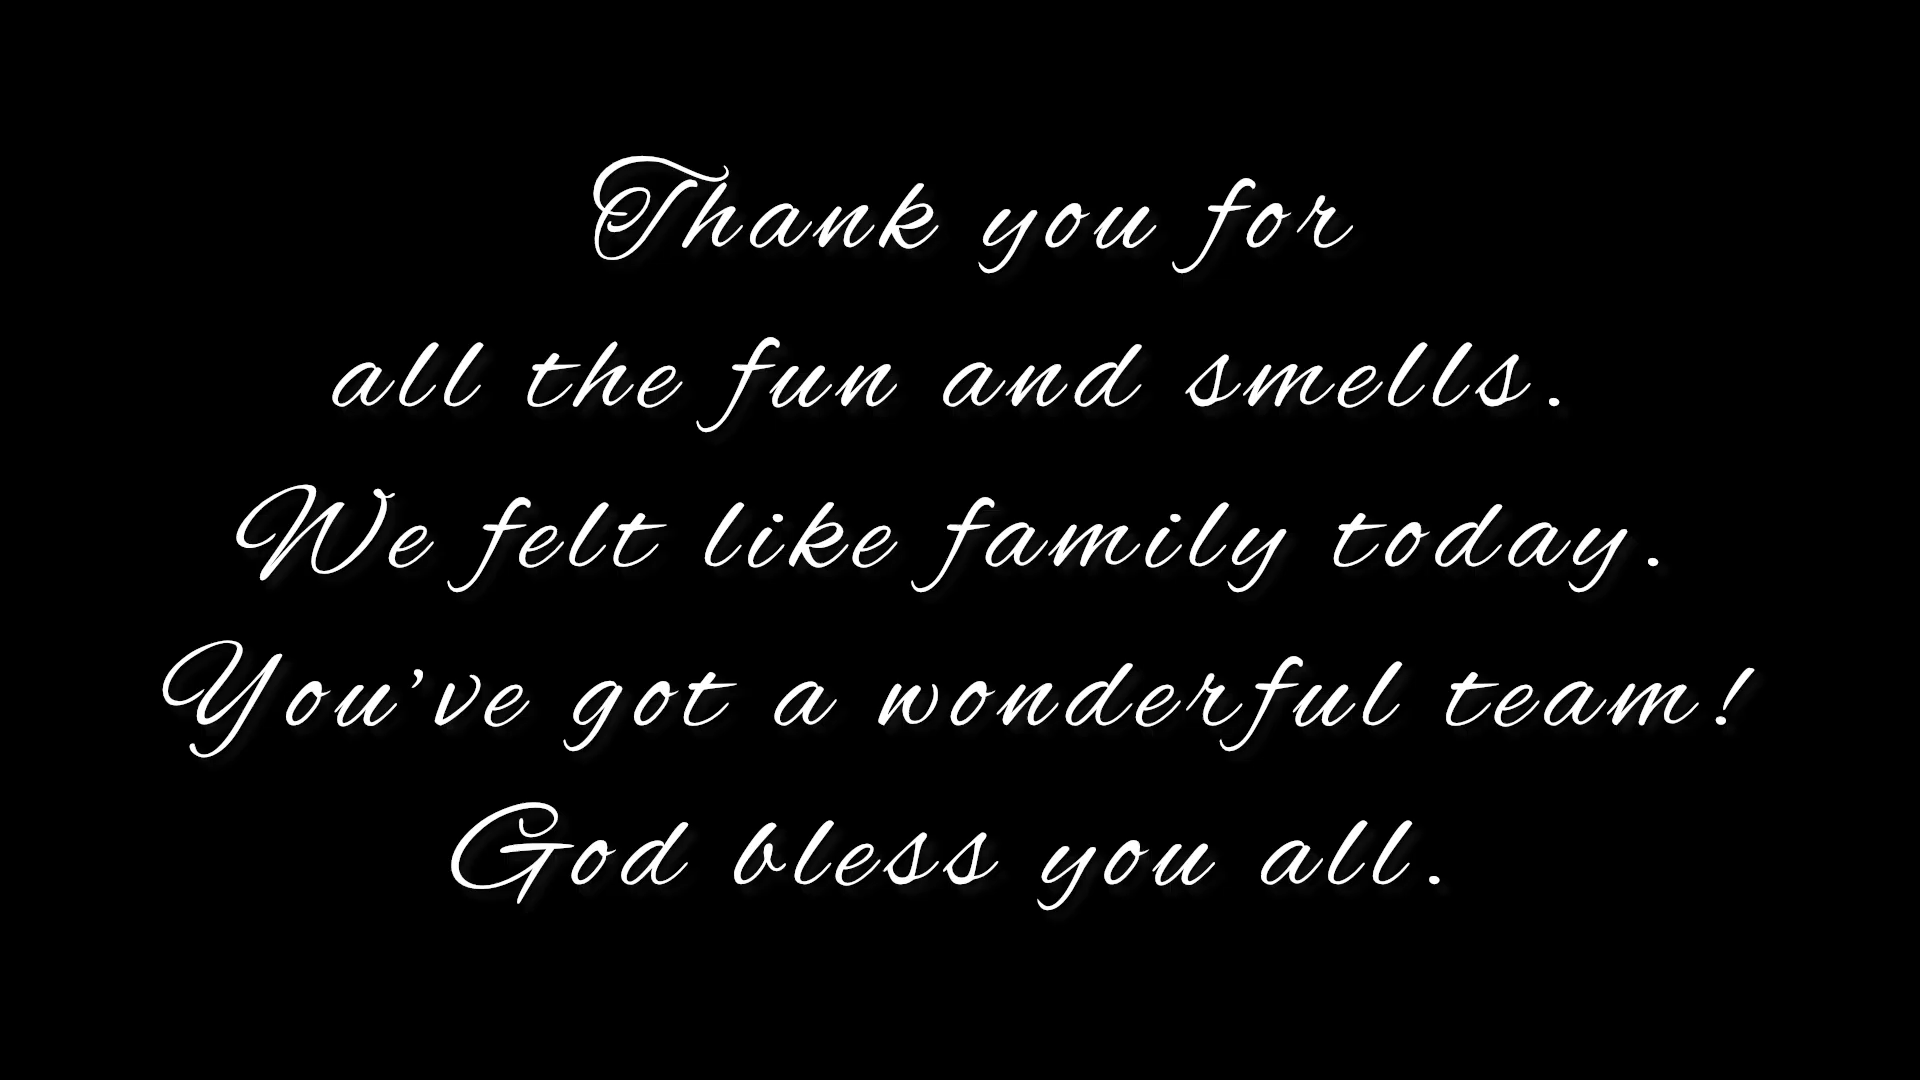 Thank you for
all the fun and smells.
We felt like family today.
You've got a wonderful team!
God bless you all.